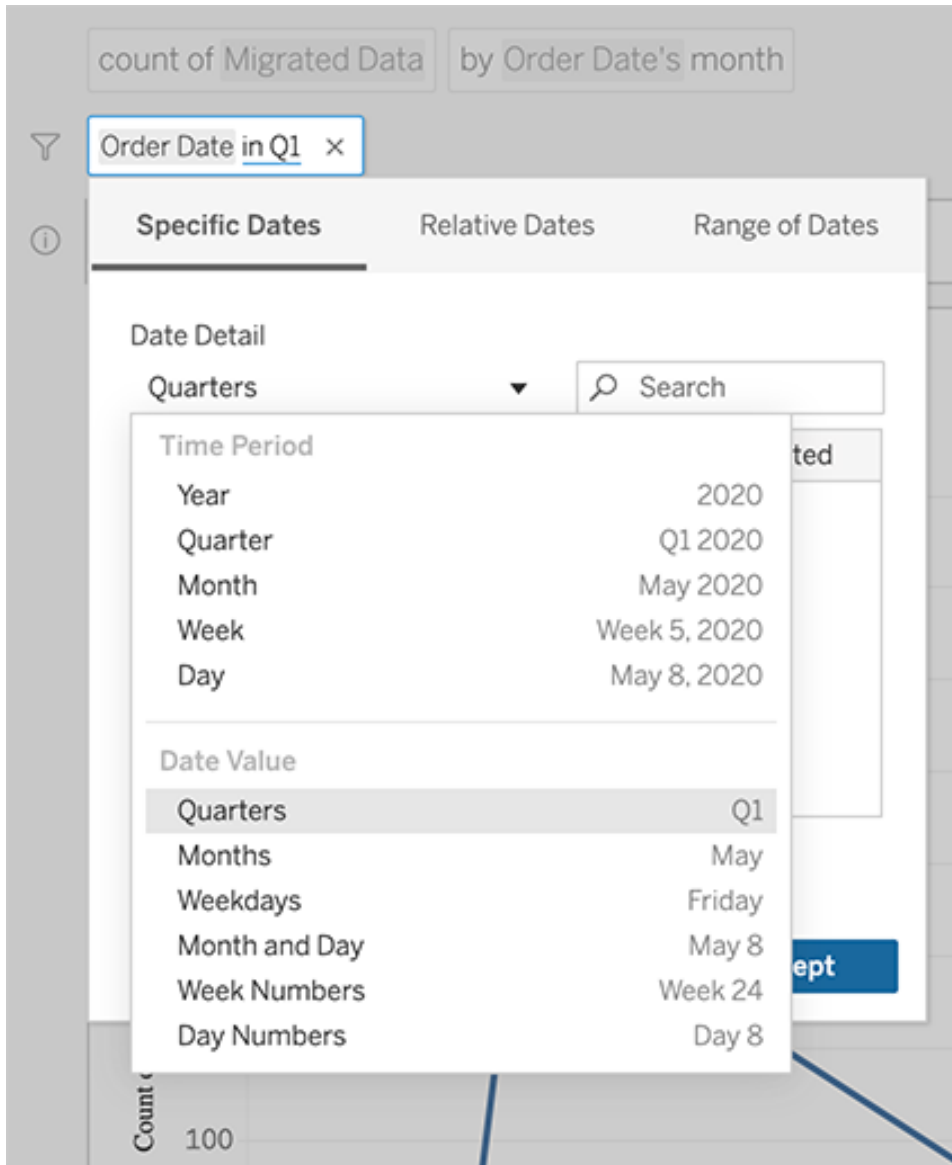 count of Migrated Data by Order Date's month
Order Date in Q1 ×
Specific Dates Relative Dates Range of Dates
Date Detail
Quarters Search
Time Period
Year 2020
Quarter Q1 2020
Month May 2020
Week Week 5, 2020
Day May 8, 2020
Date Value
Quarters Q1
Months May
Weekdays Friday
Month and Day May 8
Week Numbers Week 24
Day Numbers Day 8
Count
100